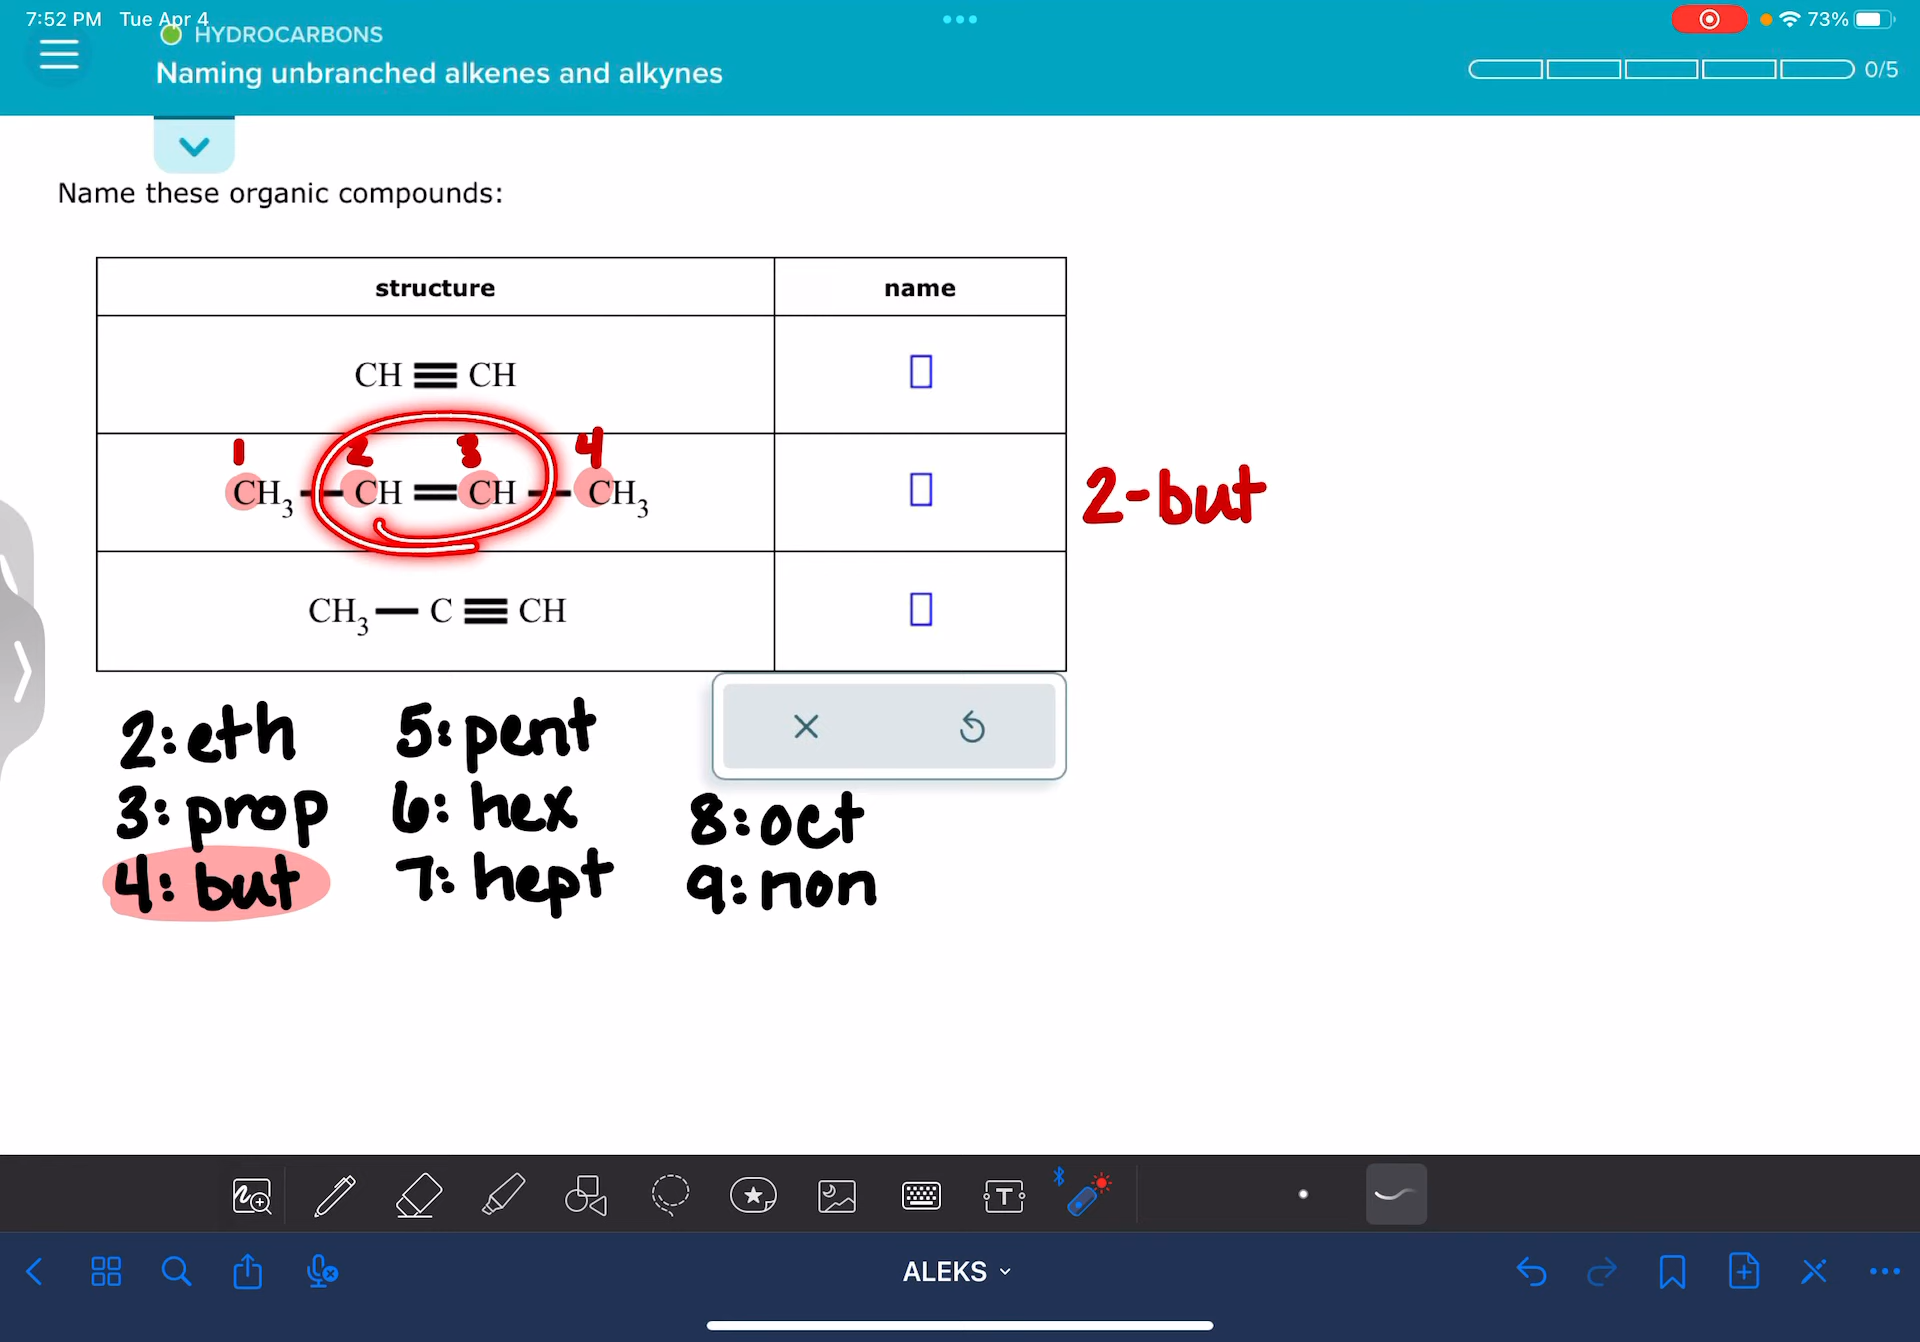 7:52 PM Tue Apr 4
73%
HYDROCARBONS
Naming unbranched alkenes and alkynes
0/5
Name these organic compounds:
structure name
CH≡CH
1 2 3 4
CH₃—CH=CH—CH₃
2-but
CH₃—C≡CH
2:eth 5:pent
3:prop 6:hex 8:oct
4:but 7:hept 9:non
T
ALEKS